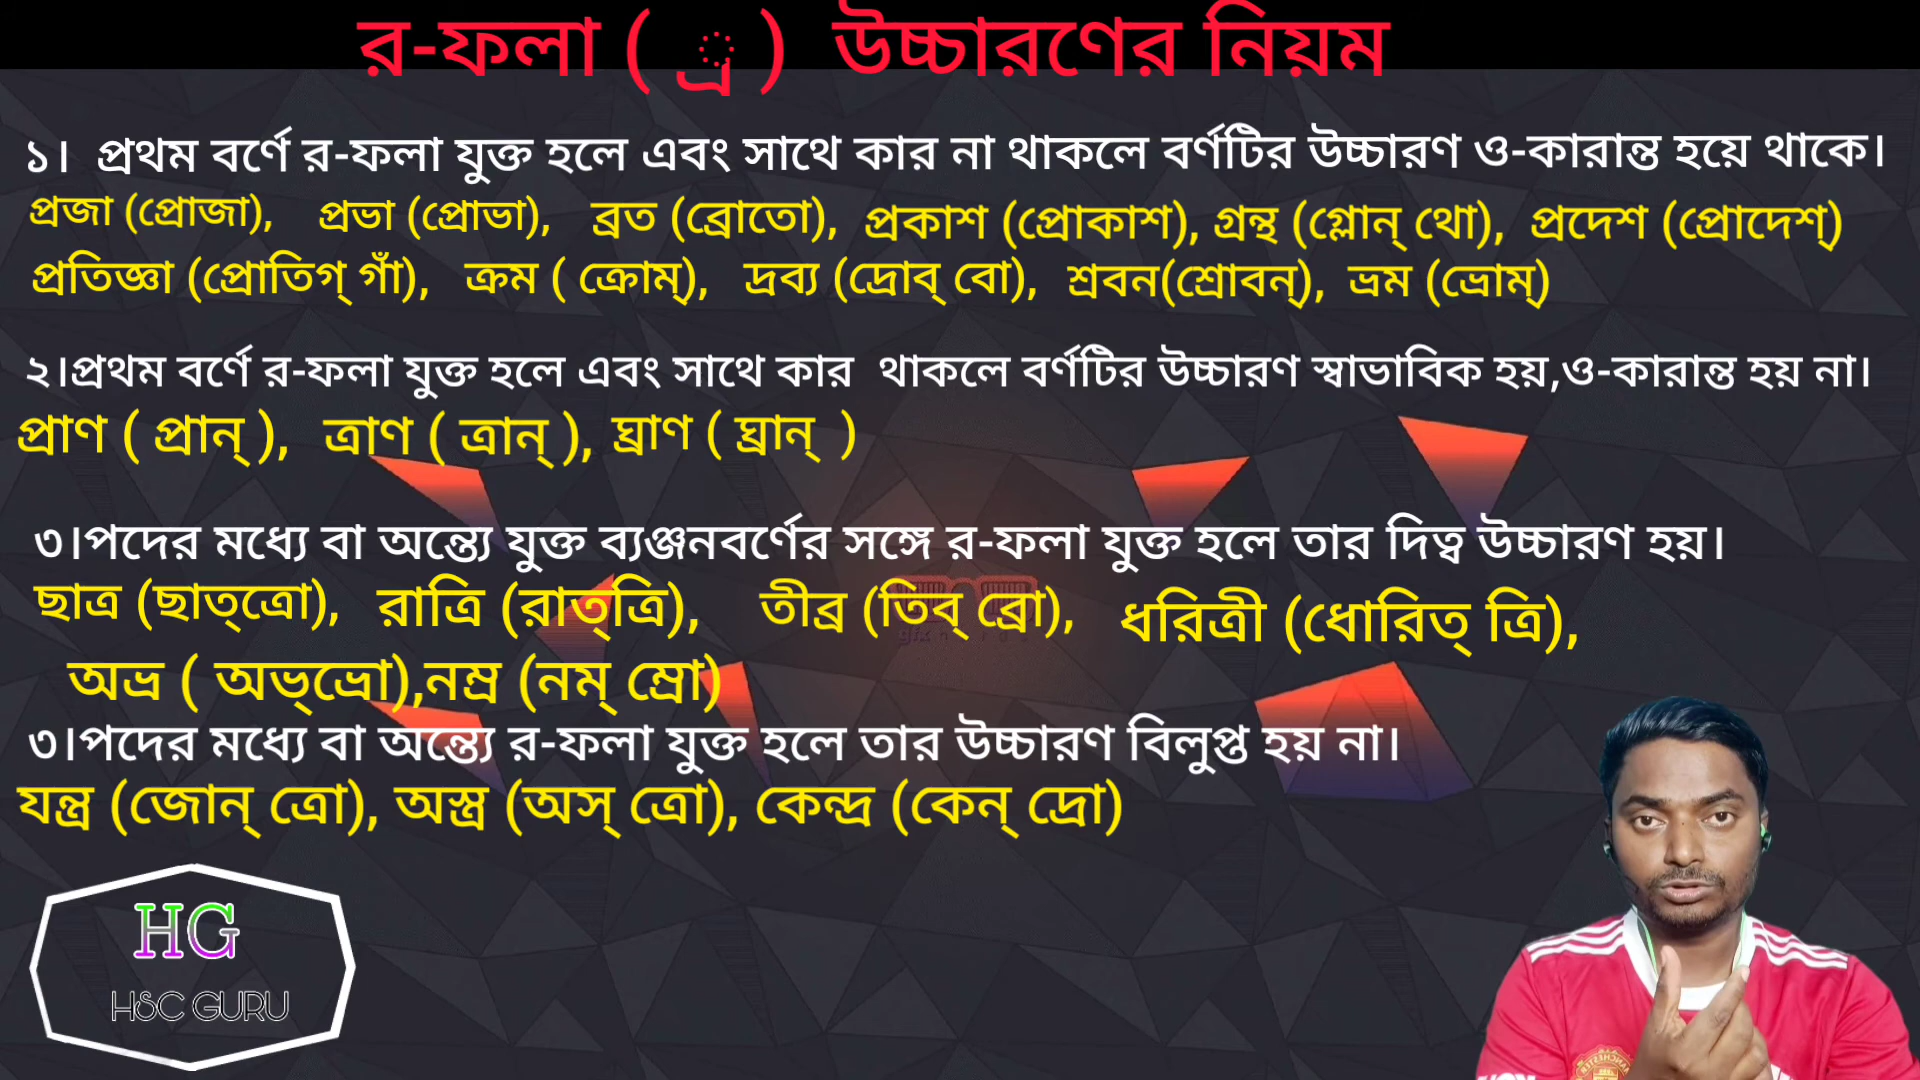 র-ফলা ( ্র ) উচ্চারণের নিয়ম
১। প্রথম বর্ণে র-ফলা যুক্ত হলে এবং সাথে কার না থাকলে বর্ণটির উচ্চারণ ও-কারান্ত হয়ে থাকে।
প্রজা (প্রোজা), প্রভা (প্রোভা), ব্রত (ব্রোতো), প্রকাশ (প্রোকাশ), গ্রন্থ (গ্লোন্ থো), প্রদেশ (প্রোদেশ্)
প্রতিজ্ঞা (প্রোতিগ্ গাঁ), ক্রম ( ক্রোম্), দ্রব্য (দ্রোব্ বো), শ্রবন(শ্রোবন্), ভ্রম (ভ্রোম্)
২।প্রথম বর্ণে র-ফলা যুক্ত হলে এবং সাথে কার থাকলে বর্ণটির উচ্চারণ স্বাভাবিক হয়,ও-কারান্ত হয় না।
প্রাণ ( প্রান্ ), ত্রাণ ( ত্রান্ ), ঘ্রাণ ( ঘ্রান্ )
৩।পদের মধ্যে বা অন্ত্যে যুক্ত ব্যঞ্জনবর্ণের সঙ্গে র-ফলা যুক্ত হলে তার দিত্ব উচ্চারণ হয়।
ছাত্র (ছাত্‌ত্রো), রাত্রি (রাত্‌ত্রি), তীব্র (তিব্ ব্রো), ধরিত্রী (ধোরিত্ ত্রি),
অভ্র ( অভ্‌ভ্রো),নম্র (নম্ ম্রো)
৩।পদের মধ্যে বা অন্ত্যে র-ফলা যুক্ত হলে তার উচ্চারণ বিলুপ্ত হয় না।
যন্ত্র (জোন্ ত্রো), অস্ত্র (অস্ ত্রো), কেন্দ্র (কেন্ দ্রো)
HG
HSC GURU